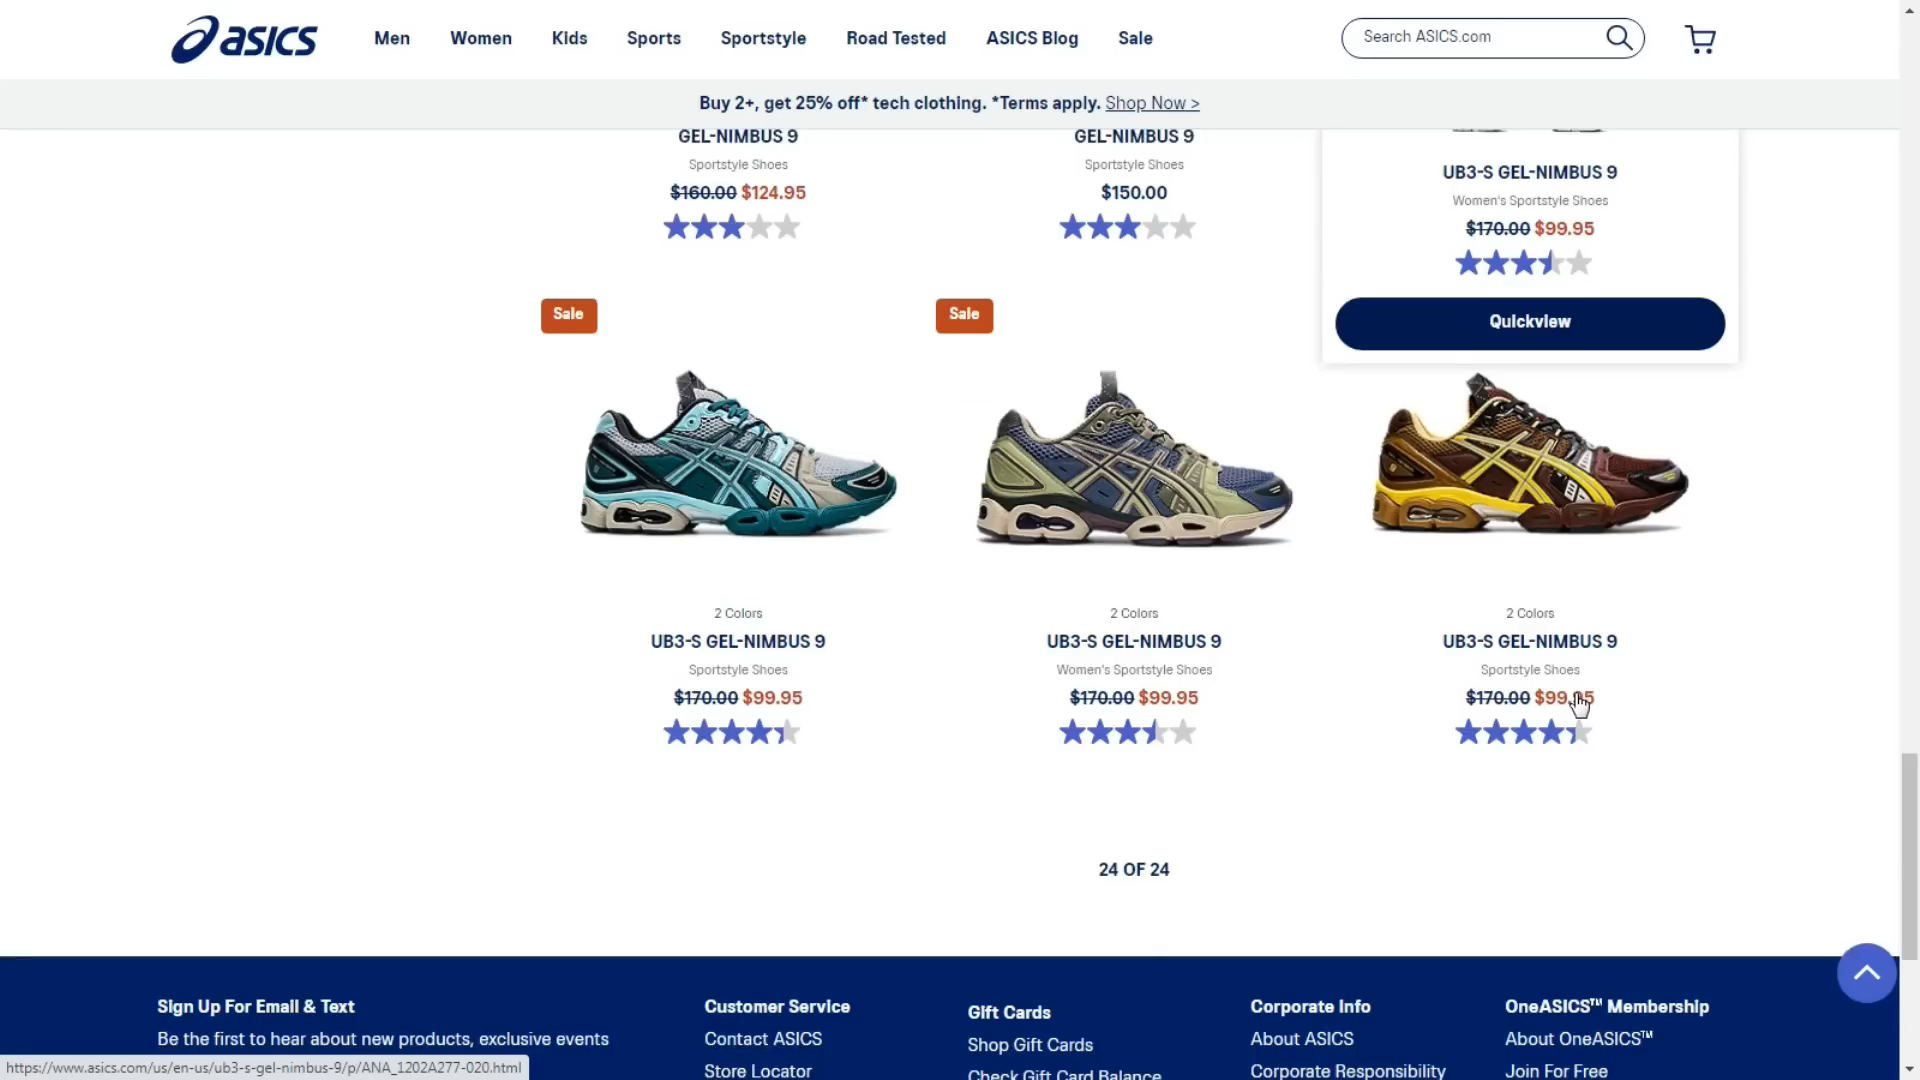 asics
Men
Women
Kids
Sports
Sportstyle
Road Tested
ASICS Blog
Sale
Search ASICS.com
Buy 2+, get 25% off* tech clothing. *Terms apply. Shop Now >
GEL-NIMBUS 9
Sportstyle Shoes
$160.00 $124.95
GEL-NIMBUS 9
Sportstyle Shoes
$150.00
UB3-S GEL-NIMBUS 9
Women's Sportstyle Shoes
$170.00 $99.95
Quickview
Sale
2 Colors
UB3-S GEL-NIMBUS 9
Sportstyle Shoes
$170.00 $99.95
Sale
2 Colors
UB3-S GEL-NIMBUS 9
Women's Sportstyle Shoes
$170.00 $99.95
2 Colors
UB3-S GEL-NIMBUS 9
Sportstyle Shoes
$170.00 $99.95
24 OF 24
Sign Up For Email & Text
Be the first to hear about new products, exclusive events
Customer Service
Contact ASICS
Store Locator
Gift Cards
Shop Gift Cards
Check Gift Card Balance
Corporate Info
About ASICS
Corporate Responsibility
OneASICS™ Membership
About OneASICS™
Join For Free
https://www.asics.com/us/en-us/ub3-s-gel-nimbus-9/p/ANA_1202A277-020.html